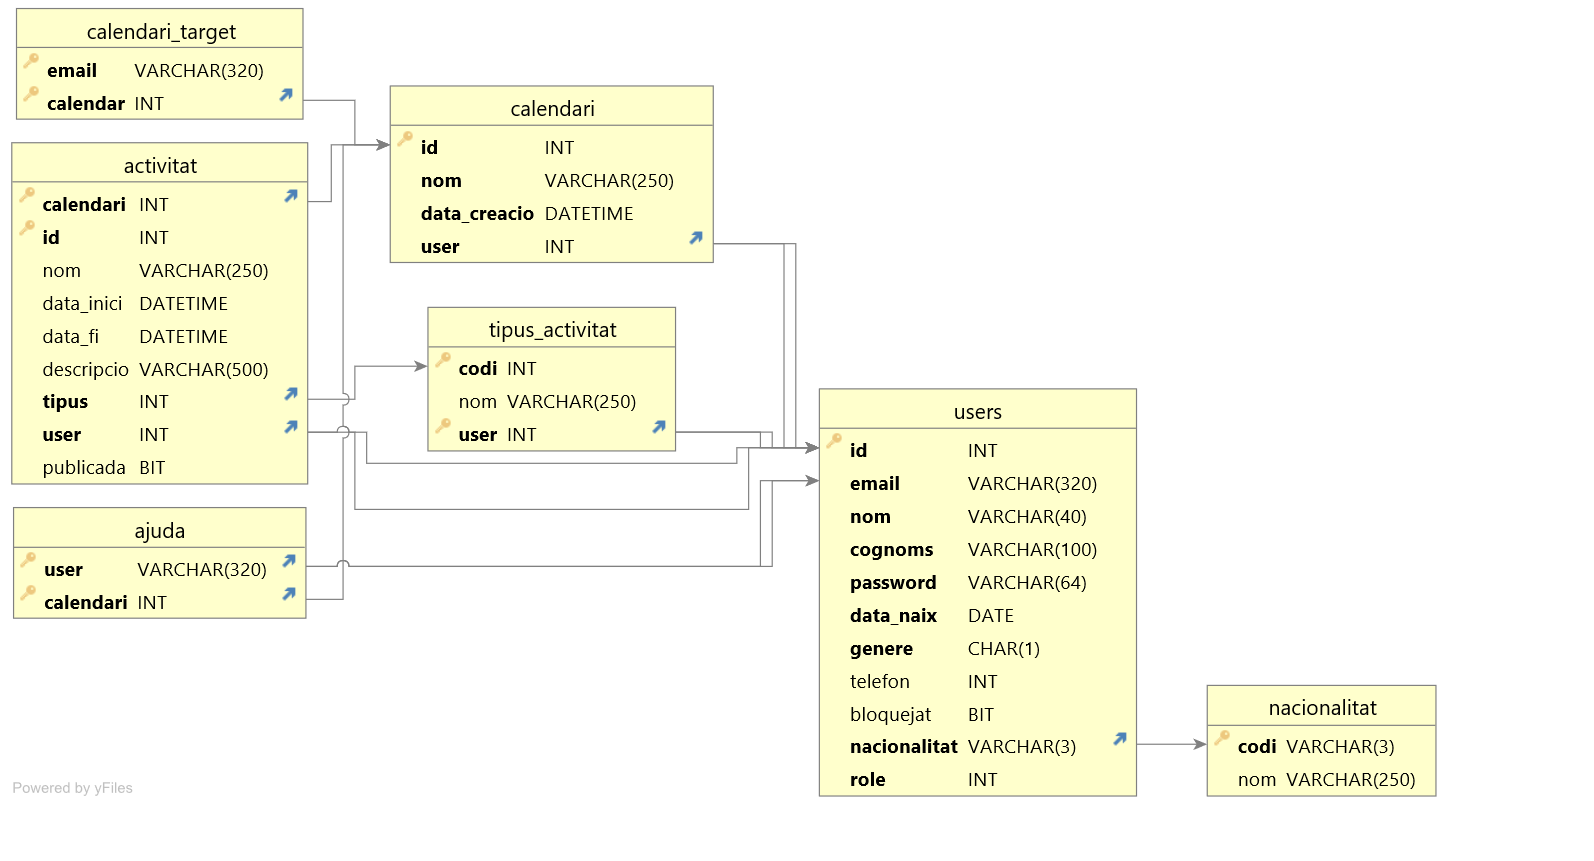 calendari_target
email VARCHAR(320)
calendar INT
activitat
calendari INT
id INT
nom VARCHAR(250)
data_inici DATETIME
data_fi DATETIME
descripcio VARCHAR(500)
tipus INT
user INT
publicada BIT
ajuda
user VARCHAR(320)
calendari INT
calendari
id INT
nom VARCHAR(250)
data_creacio DATETIME
user INT
tipus_activitat
codi INT
nom VARCHAR(250)
user INT
users
id INT
email VARCHAR(320)
nom VARCHAR(40)
cognoms VARCHAR(100)
password VARCHAR(64)
data_naix DATE
genere CHAR(1)
telefon INT
bloquejat BIT
nacionalitat VARCHAR(3)
role INT
nacionalitat
codi VARCHAR(3)
nom VARCHAR(250)
Powered by yFiles